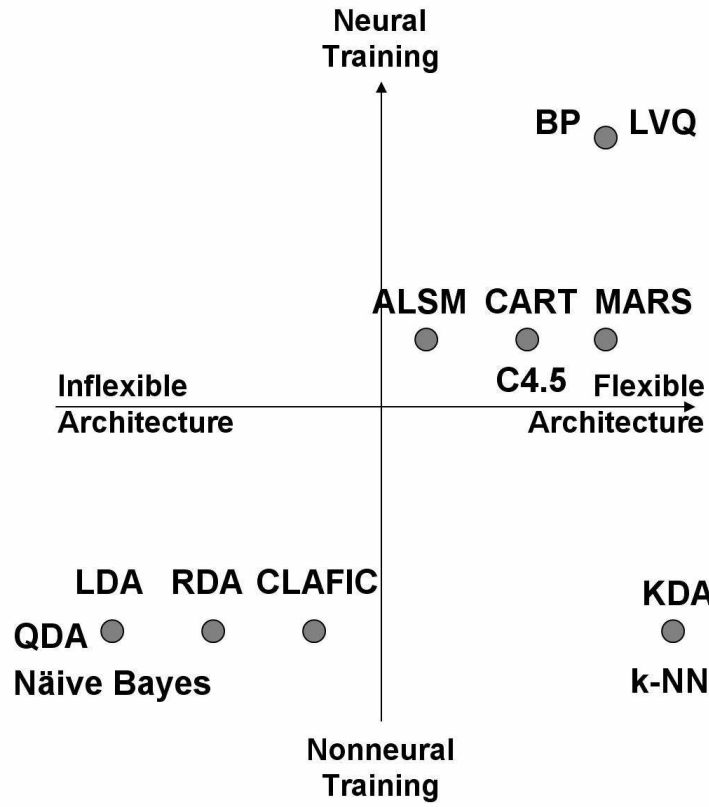 Neural
Training
BP LVQ
ALSM CART MARS
C4.5
Inflexible
Architecture
Flexible
Architecture
LDA RDA CLAFIC
KDA
QDA
Näive Bayes
k-NN
Nonneural
Training